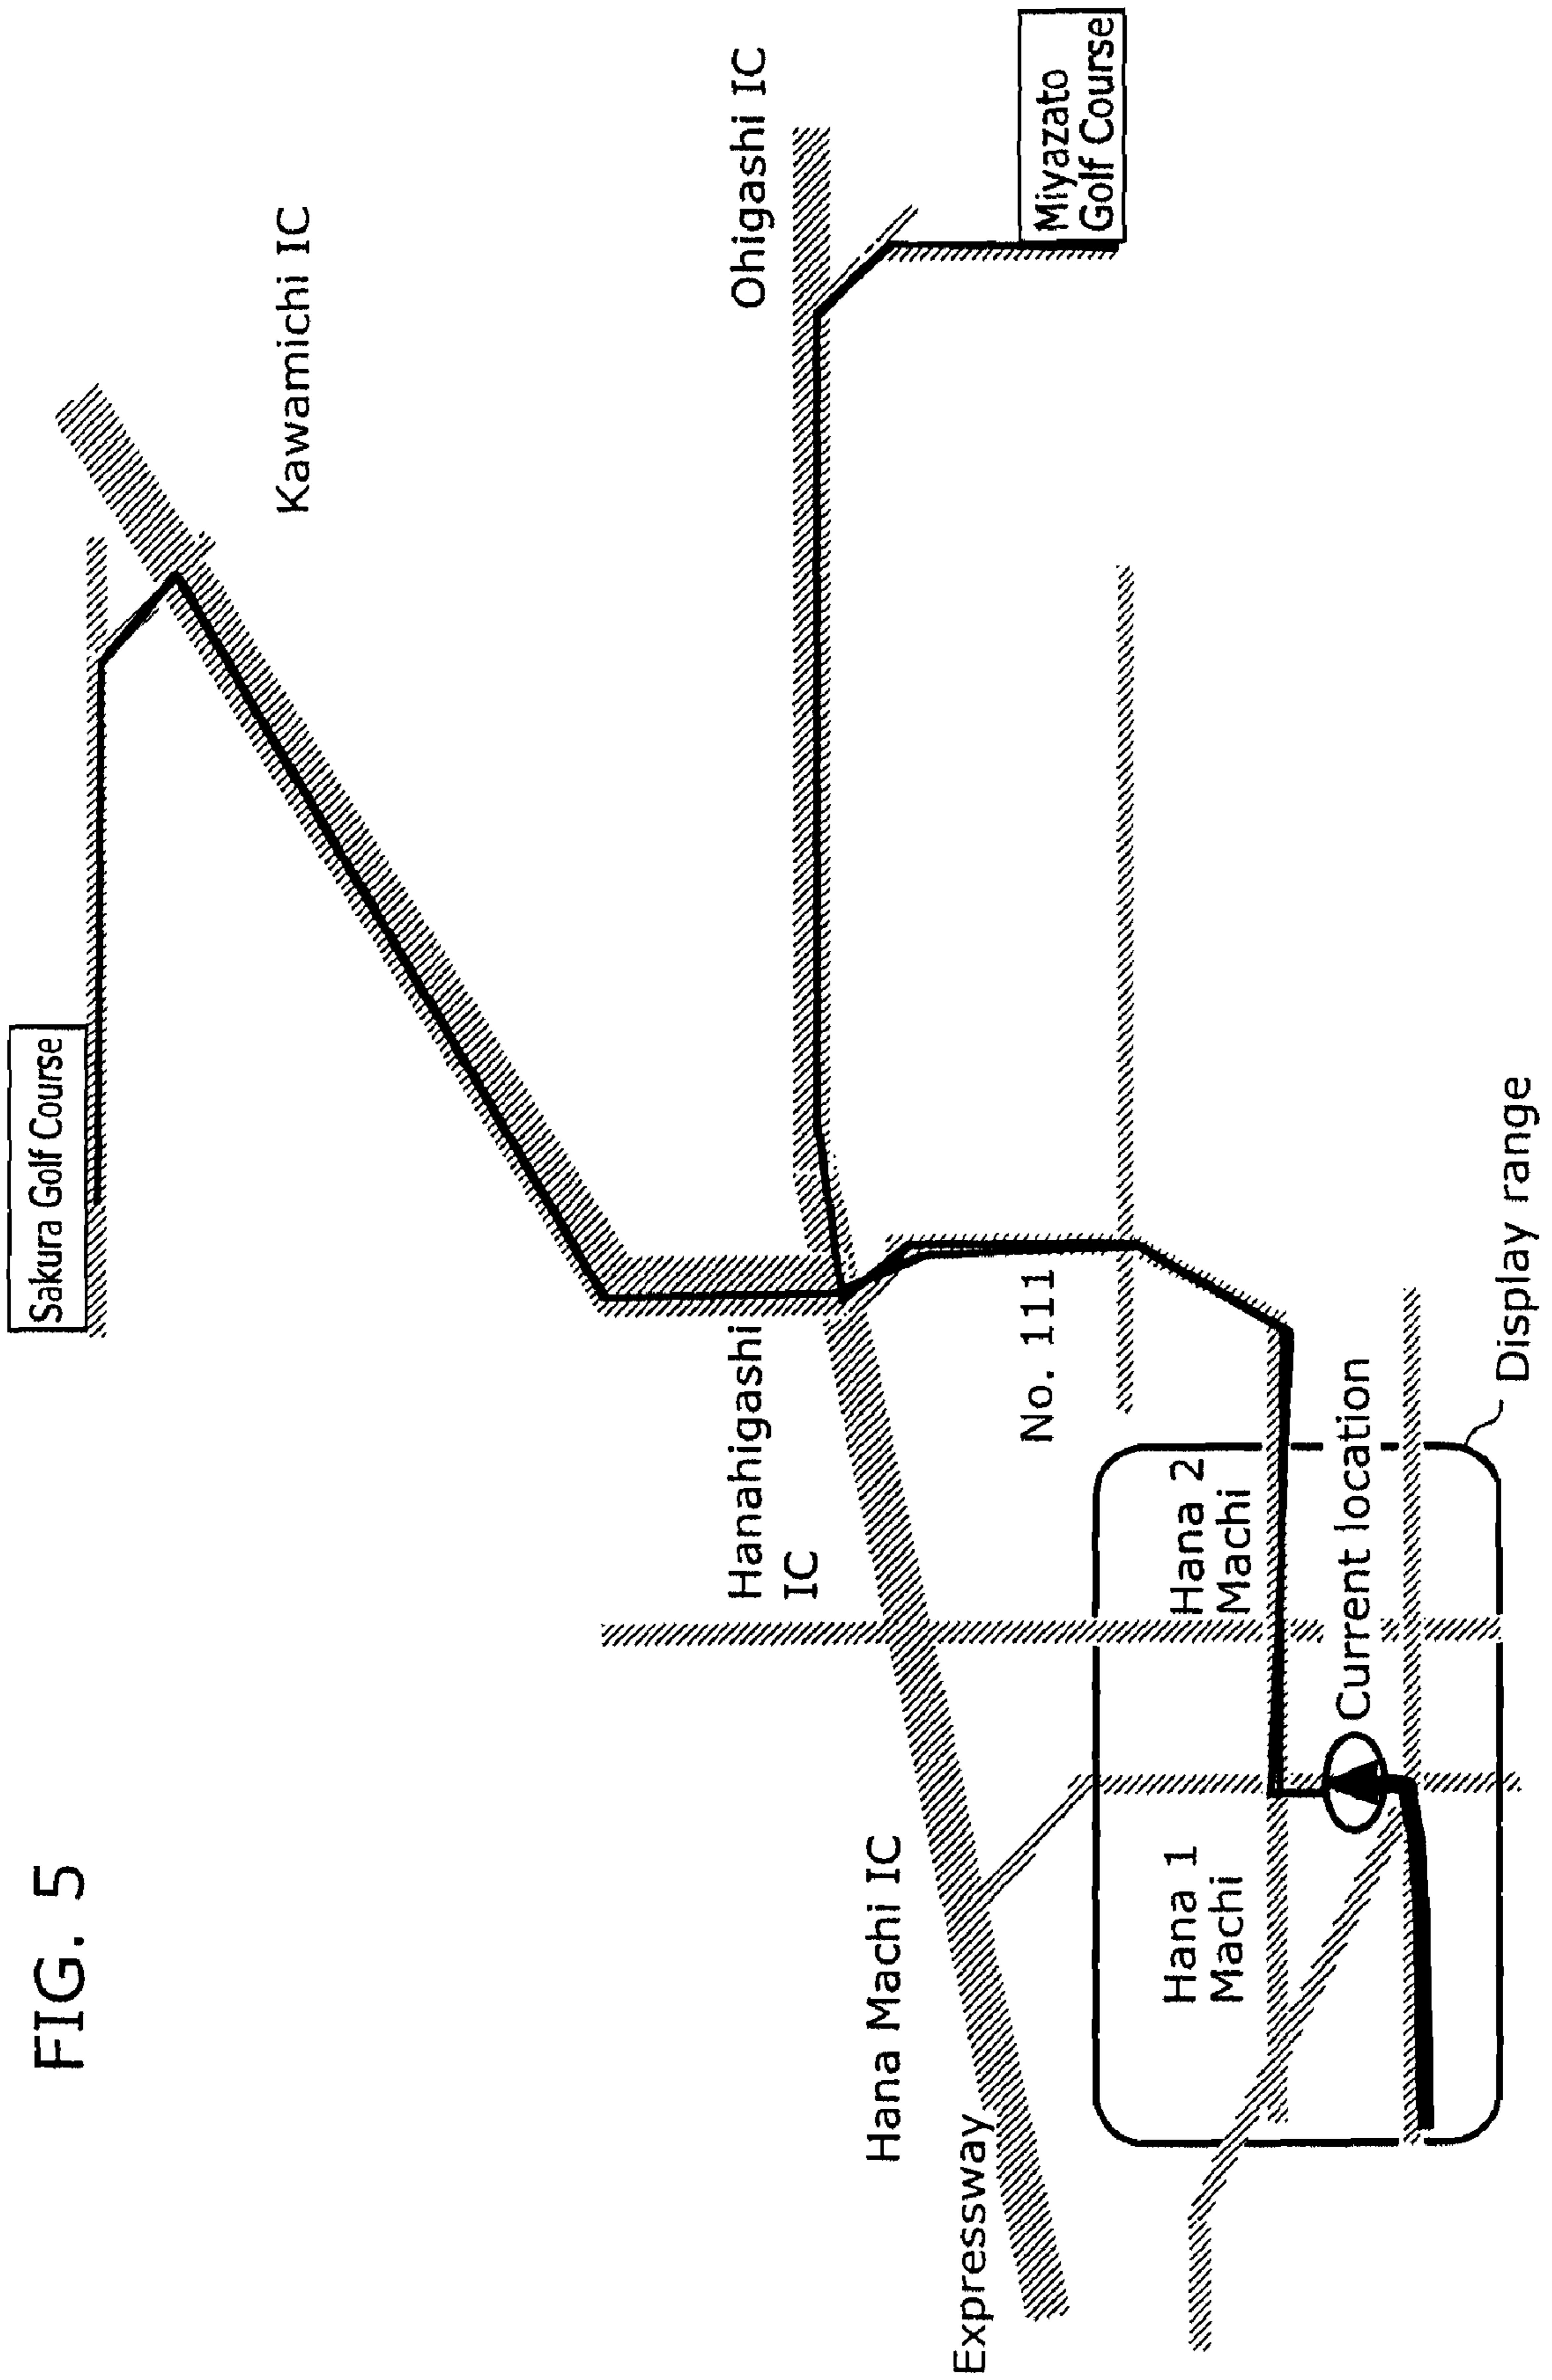 FIG. 5
Sakura Golf Course
Kawamichi IC
Hanahigashi
IC
Ohigashi IC
Hana Machi IC
Expressway
No. 111
Miyazato
Golf Course
Hana 1
Machi
Hana 2
Machi
Current location
Display range